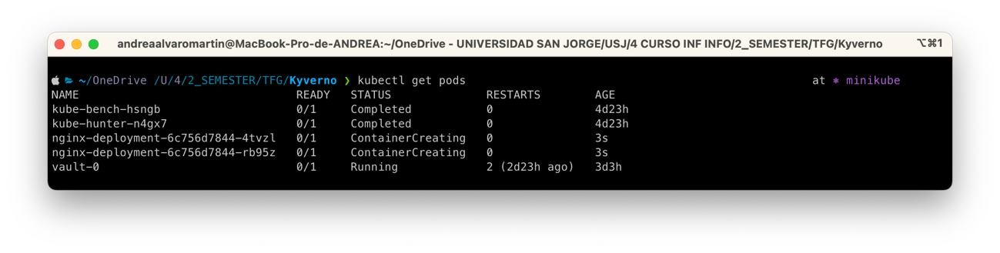 andreaalvaromartin@MacBook-Pro-de-ANDREA:~/OneDrive - UNIVERSIDAD SAN JORGE/USJ/4 CURSO INF INFO/2_SEMESTER/TFG/Kyverno ⌥⌘1
~/OneDrive /U/4/2_SEMESTER/TFG/Kyverno ❯ kubectl get pods at ⎈ minikube
NAME READY STATUS RESTARTS AGE
kube-bench-hsngb 0/1 Completed 0 4d23h
kube-hunter-n4gx7 0/1 Completed 0 4d23h
nginx-deployment-6c756d7844-4tvzl 0/1 ContainerCreating 0 3s
nginx-deployment-6c756d7844-rb95z 0/1 ContainerCreating 0 3s
vault-0 0/1 Running 2 (2d23h ago) 3d3h